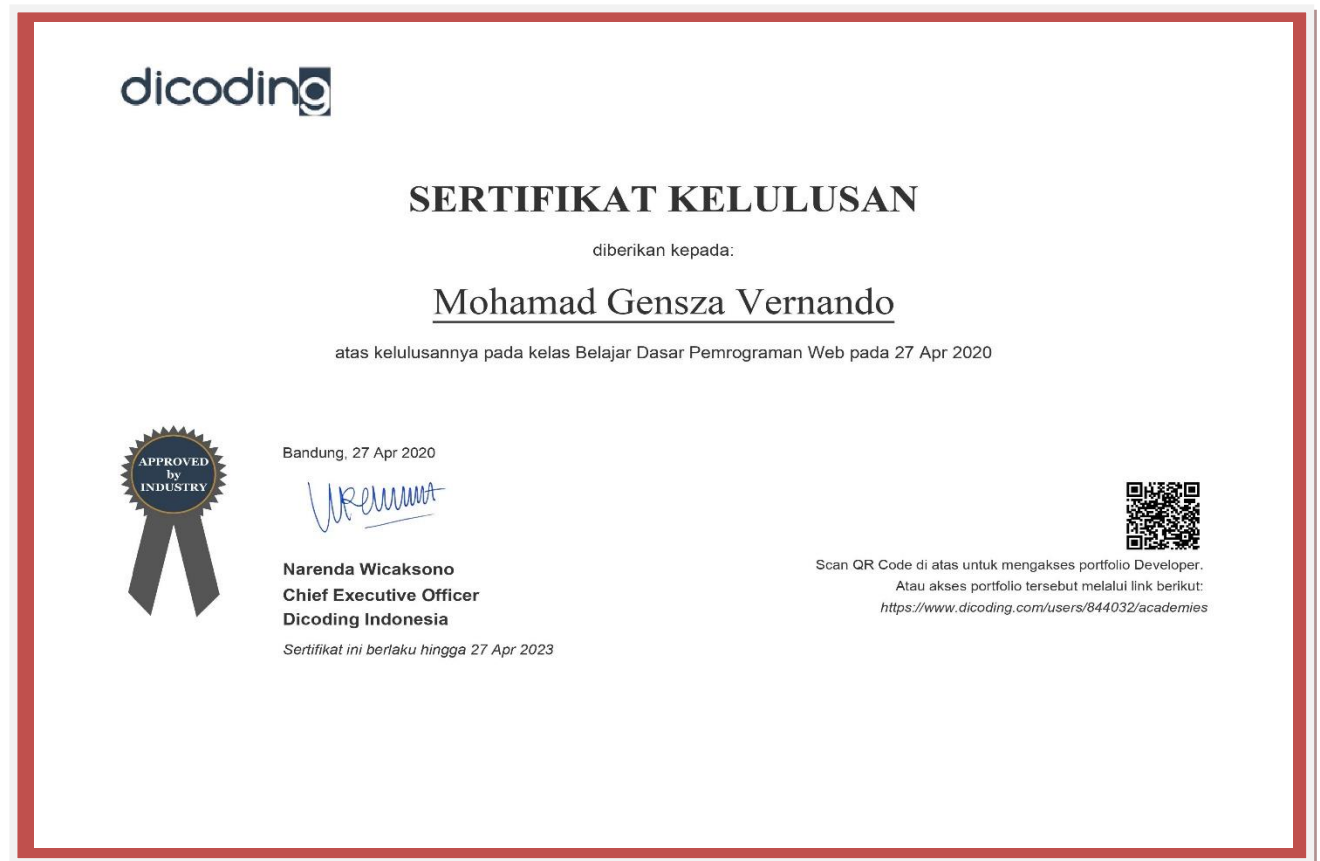 dicoding
SERTIFIKAT KELULUSAN
diberikan kepada:
Mohamad Gensza Vernando
atas kelulusannya pada kelas Belajar Dasar Pemrograman Web pada 27 Apr 2020
APPROVED
by
INDUSTRY
Bandung, 27 Apr 2020
Narenda Wicaksono
Chief Executive Officer
Dicoding Indonesia
Sertifikat ini berlaku hingga 27 Apr 2023
Scan QR Code di atas untuk mengakses portfolio Developer.
Atau akses portfolio tersebut melalui link berikut:
https://www.dicoding.com/users/844032/academies